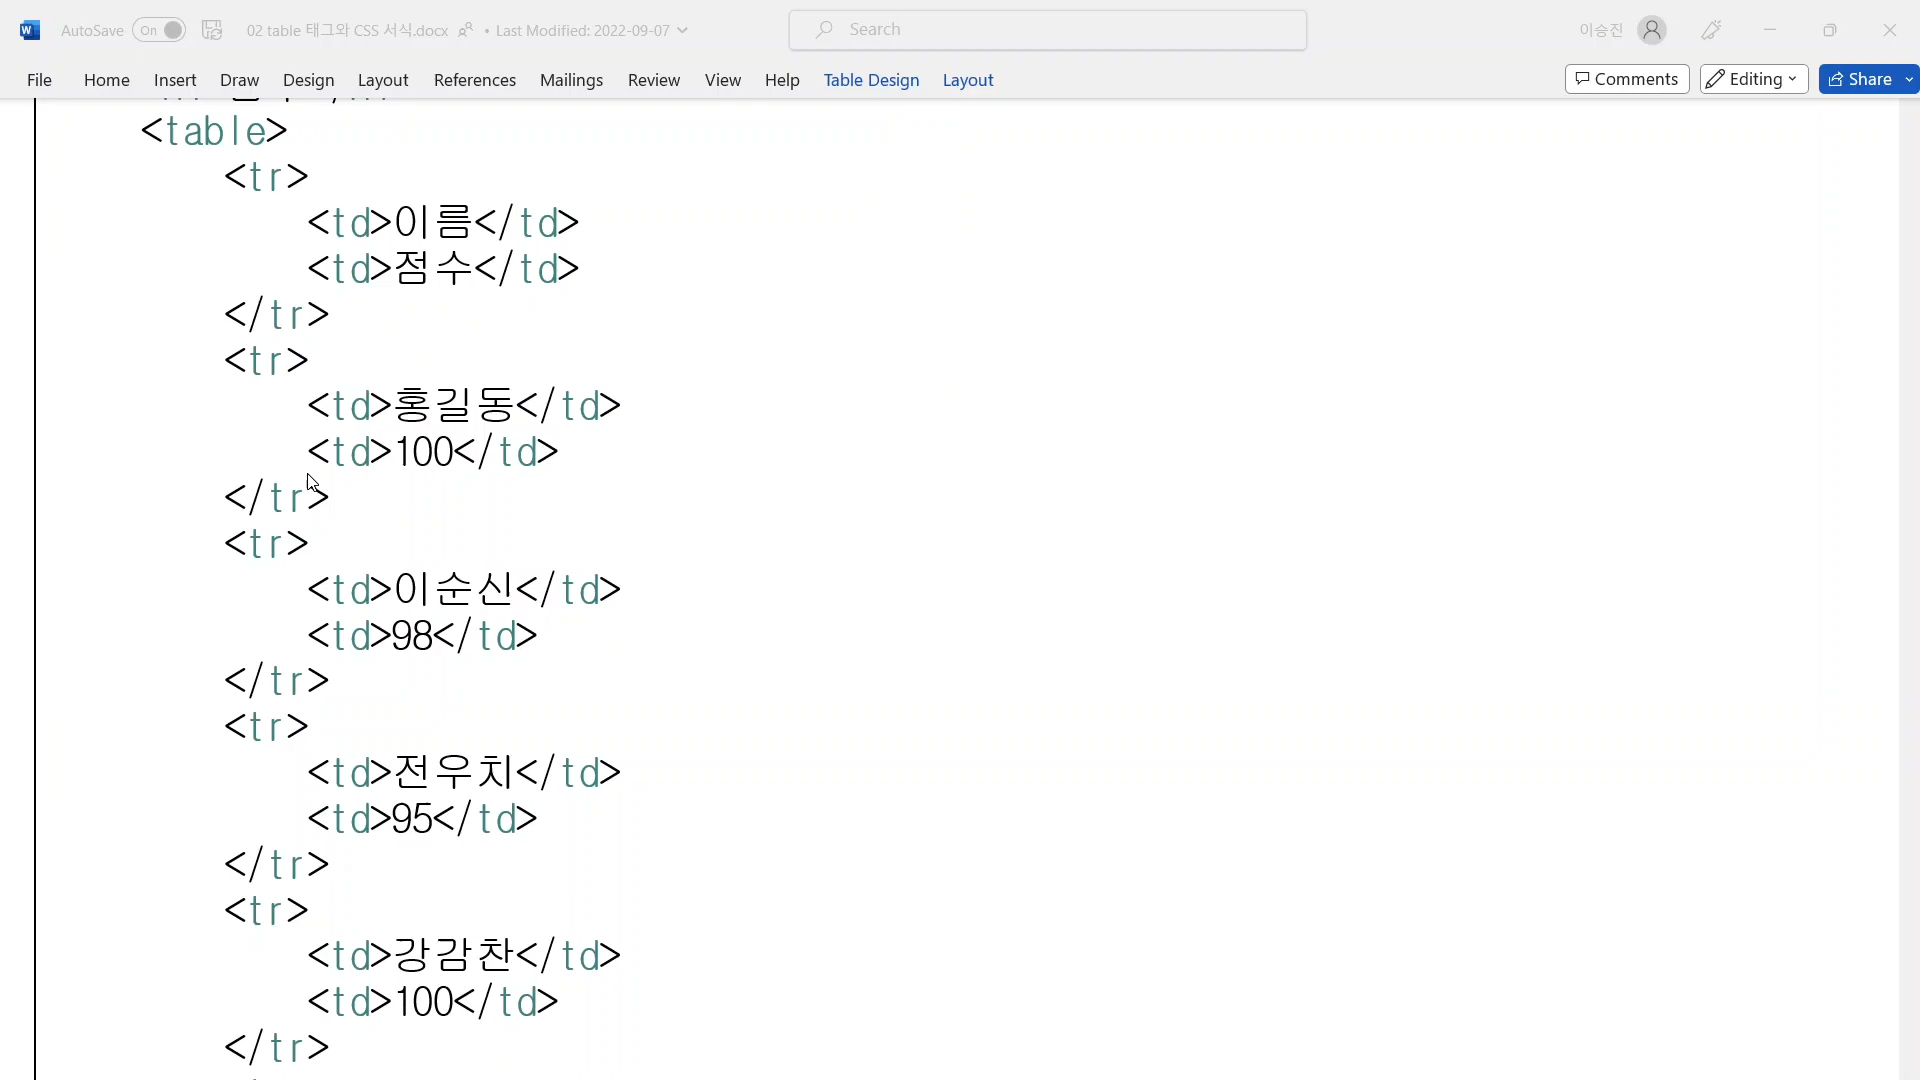 AutoSave On 02 table 태그와 CSS 서식.docx • Last Modified: 2022-09-07 Search 이승진
File Home Insert Draw Design Layout References Mailings Review View Help Table Design Layout Comments Editing Share
<table>
<tr>
<td>이름</td>
<td>점수</td>
</tr>
<tr>
<td>홍길동</td>
<td>100</td>
</tr>
<tr>
<td>이순신</td>
<td>98</td>
</tr>
<tr>
<td>전우치</td>
<td>95</td>
</tr>
<tr>
<td>강감찬</td>
<td>100</td>
</tr>